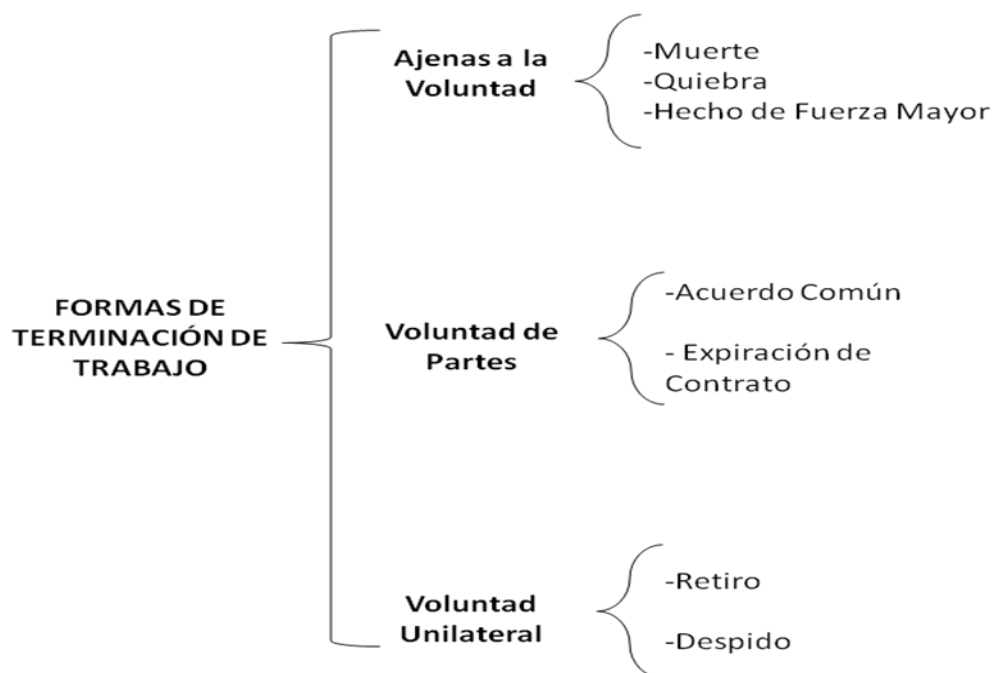 Ajenas a la
Voluntad
-Muerte
-Quiebra
-Hecho de Fuerza Mayor
FORMAS DE
TERMINACIÓN DE
TRABAJO
Voluntad de
Partes
-Acuerdo Común
- Expiración de
Contrato
Voluntad
Unilateral
-Retiro
-Despido